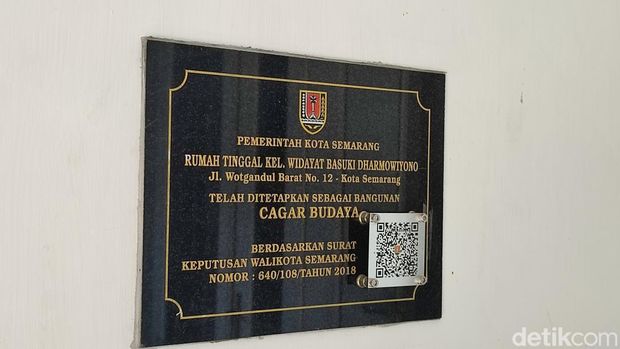 PEMERINTAH KOTA SEMARANG
RUMAH TINGGAL KEL. WIDAYAT BASUKI DHARMOWIYONO
Jl. Wotgandul Barat No. 12 - Kota Semarang
TELAH DITETAPKAN SEBAGAI BANGUNAN
CAGAR BUDAYA
BERDASARKAN SURAT
KEPUTUSAN WALIKOTA SEMARANG
NOMOR : 640/108/TAHUN 2018
detikcom